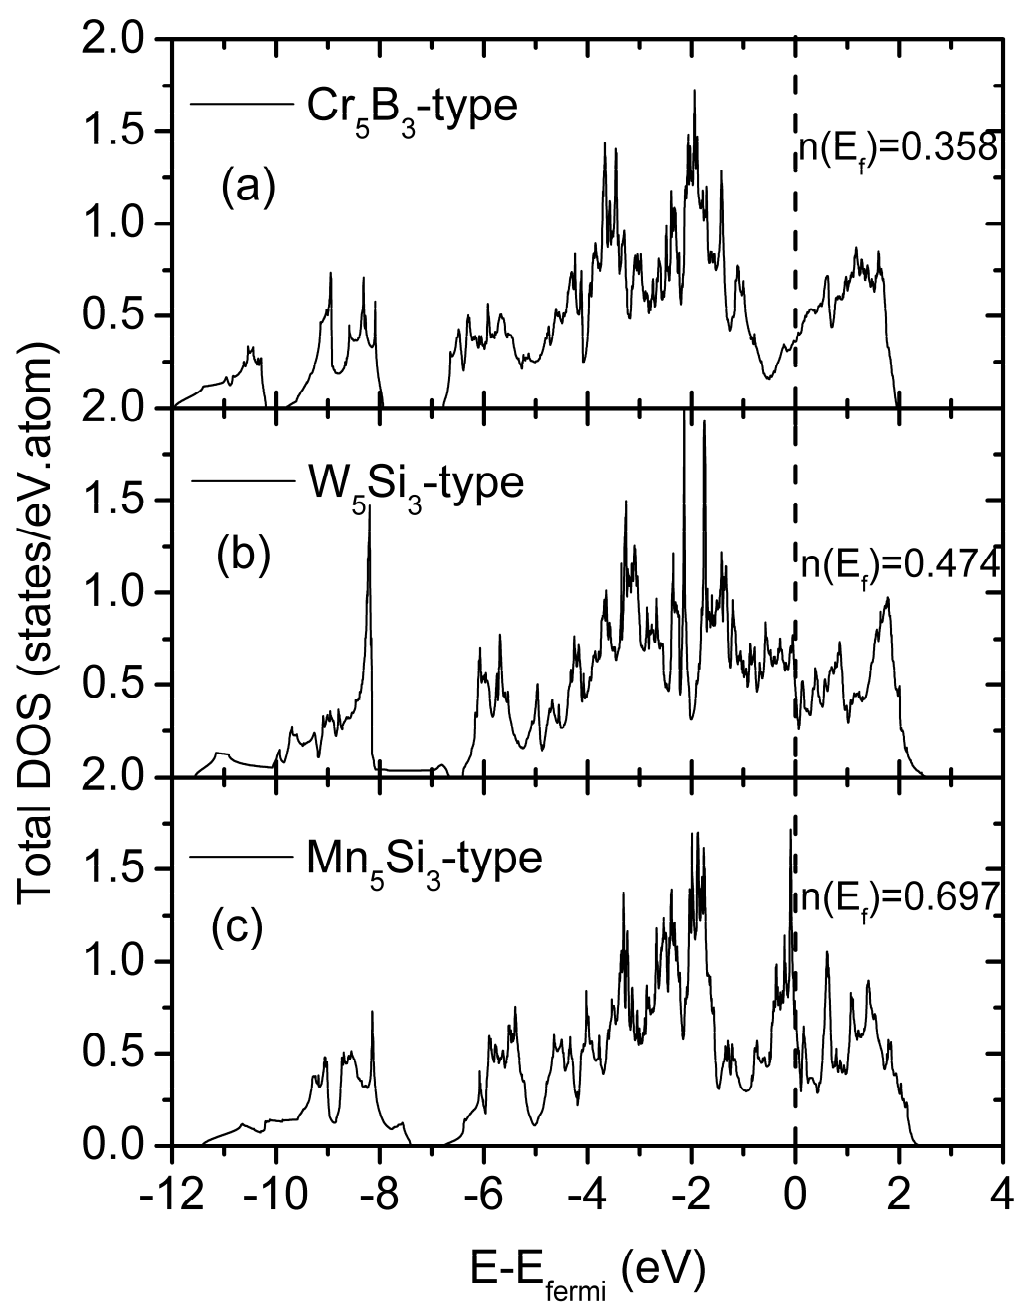 2.0
Cr5B3-type
1.5
n(Ef)=0.358
(a)
1.0
0.5
2.0
W5Si3-type
1.5
(b)
n(Ef)=0.474
1.0
0.5
2.0
Mn5Si3-type
1.5
n(Ef)=0.697
(c)
1.0
0.5
0.0
Total DOS (states/eV.atom)
-12 -10 -8 -6 -4 -2 0 2 4
E-Efermi (eV)